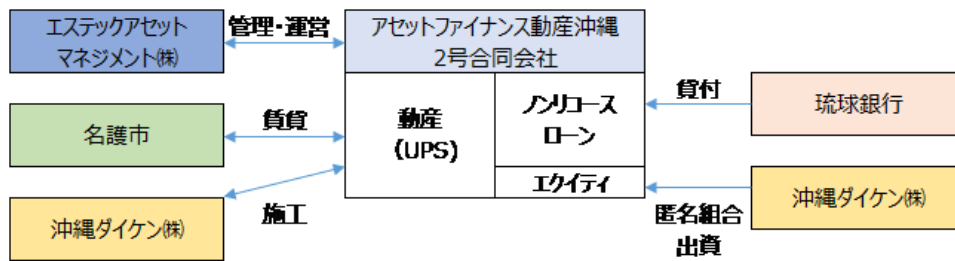 エステックアセット
マネジメント㈱
管理・運営
アセットファイナンス動産沖縄
2号合同会社
名護市
賃貸
動産
(UPS)
ノンリコース
ローン
貸付
琉球銀行
エクイティ
沖縄ダイケン㈱
施工
匿名組合
出資
沖縄ダイケン㈱